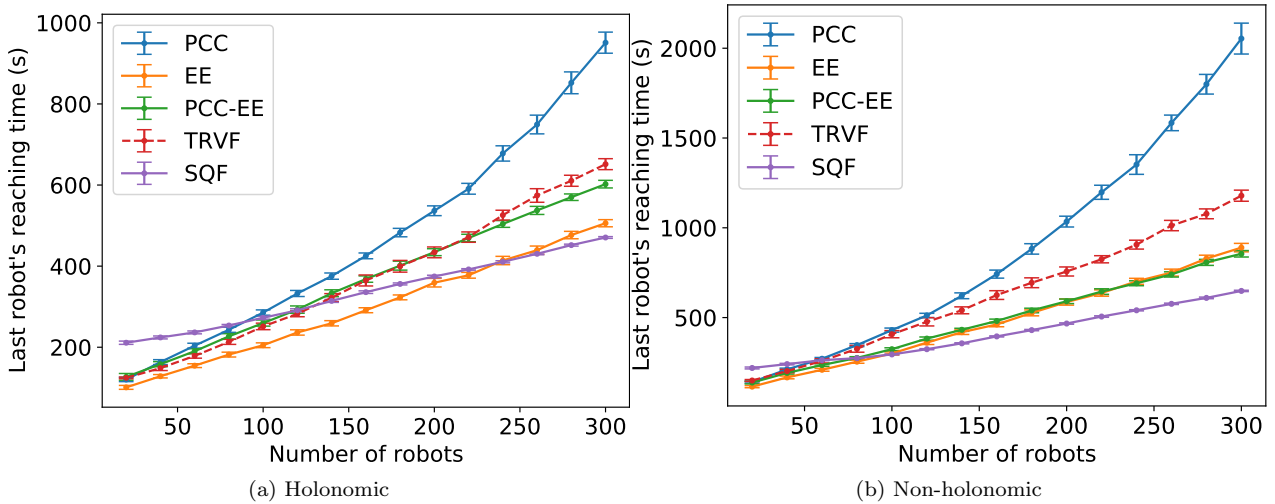 1000
800
600
400
200
Last robot's reaching time (s)
PCC
EE
PCC-EE
TRVF
SQF
50
100
150
200
250
300
Number of robots
(a) Holonomic
2000
1500
1000
500
Last robot's reaching time (s)
PCC
EE
PCC-EE
TRVF
SQF
50
100
150
200
250
300
Number of robots
(b) Non-holonomic